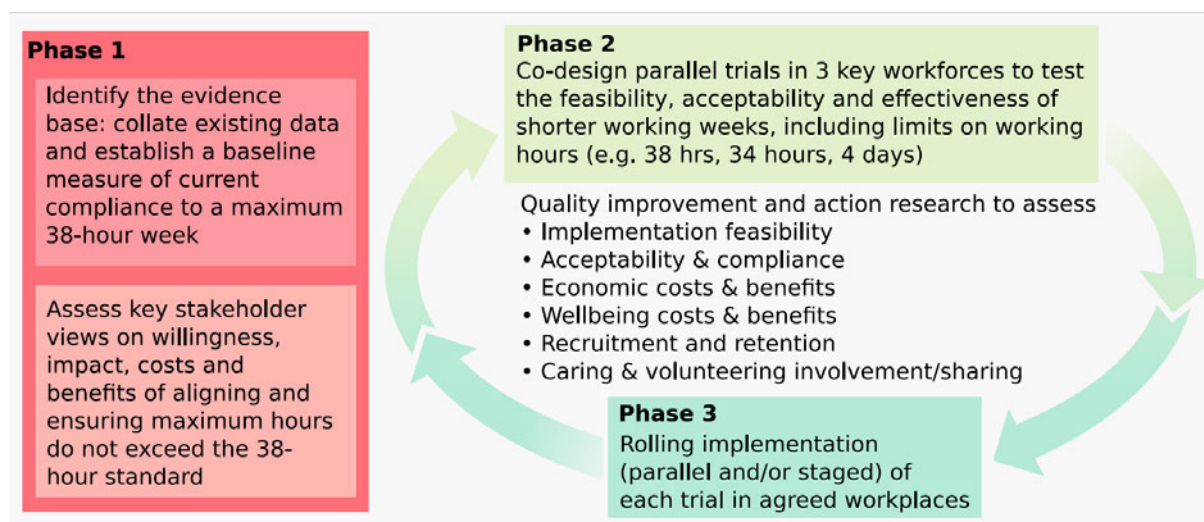 Phase 1
Identify the evidence
base: collate existing data
and establish a baseline
measure of current
compliance to a maximum
38-hour week
Assess key stakeholder
views on willingness,
impact, costs and
benefits of aligning and
ensuring maximum hours
do not exceed the 38-
hour standard
Phase 2
Co-design parallel trials in 3 key workforces to test
the feasibility, acceptability and effectiveness of
shorter working weeks, including limits on working
hours (e.g. 38 hrs, 34 hours, 4 days)
Quality improvement and action research to assess
• Implementation feasibility
• Acceptability & compliance
• Economic costs & benefits
• Wellbeing costs & benefits
• Recruitment and retention
• Caring & volunteering involvement/sharing
Phase 3
Rolling implementation
(parallel and/or staged) of
each trial in agreed workplaces